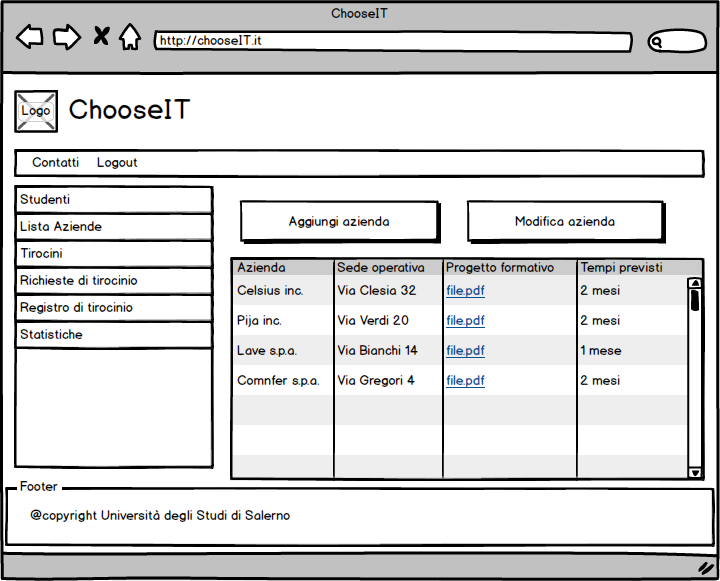 ChooseIT
http://chooseIT.it
Logo
ChooseIT
Contatti Logout
Studenti
Lista Aziende
Tirocini
Richieste di tirocinio
Registro di tirocinio
Statistiche
Aggiungi azienda Modifica azienda
Azienda Sede operativa Progetto formativo Tempi previsti
Celsius inc. Via Clesia 32 file.pdf 2 mesi
Pija inc. Via Verdi 20 file.pdf 2 mesi
Lave s.p.a. Via Bianchi 14 file.pdf 1 mese
Comnfer s.p.a. Via Gregori 4 file.pdf 2 mesi
Footer
@copyright Università degli Studi di Salerno